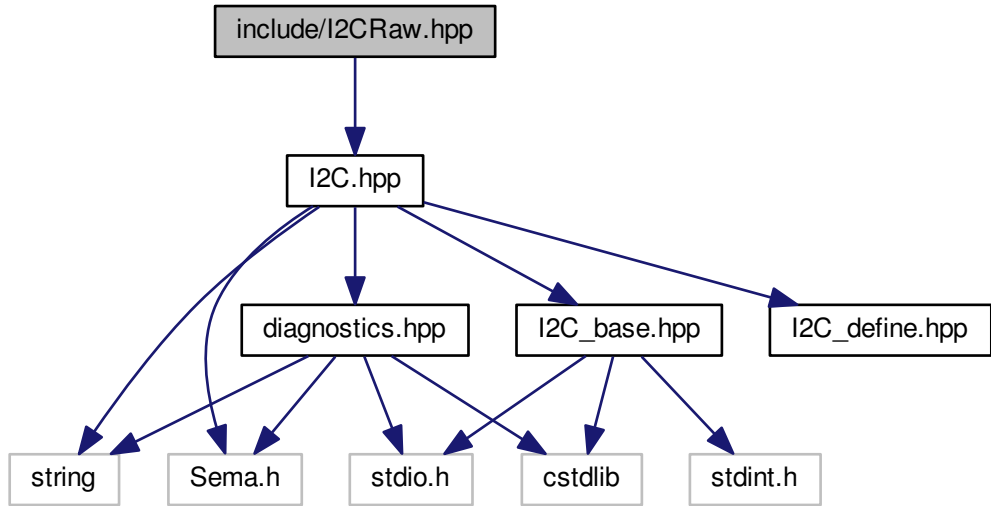 include/I2CRaw.hpp
I2C.hpp
diagnostics.hpp
I2C_base.hpp
I2C_define.hpp
string
Sema.h
stdio.h
cstdlib
stdint.h